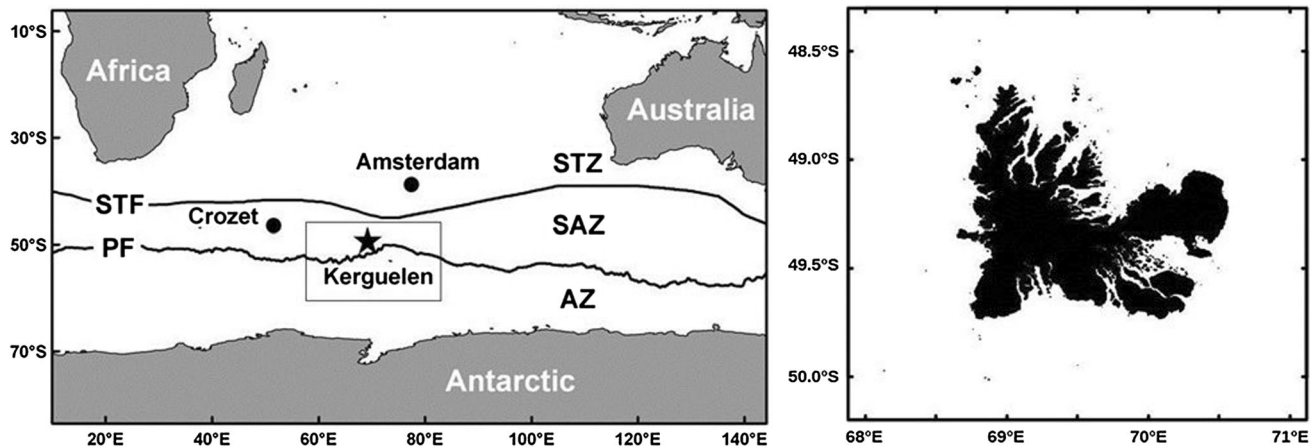 10°S
30°S
50°S
70°S
Africa
Australia
Amsterdam
STZ
STF
Crozet
SAZ
PF
Kerguelen
AZ
Antarctic
20°E
40°E
60°E
80°E
100°E
120°E
140°E
48.5°S
49.0°S
49.5°S
50.0°S
68°E
69°E
70°E
71°E